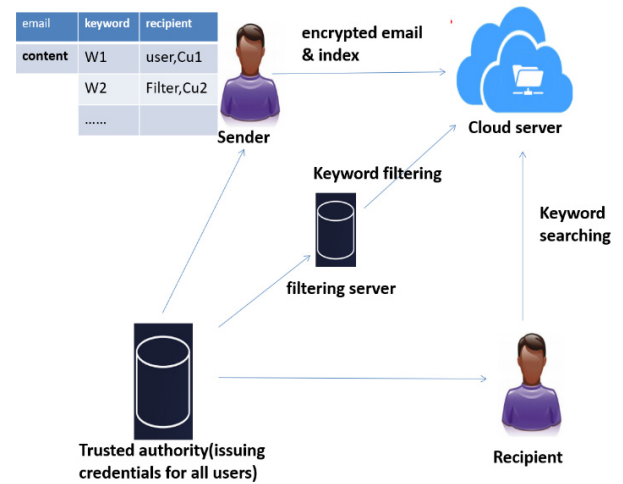 email keyword recipient
content W1 user,Cu1
W2 Filter,Cu2
......
encrypted email
& index
Sender
Cloud server
Keyword filtering
Keyword
searching
filtering server
Trusted authority(issuing
credentials for all users)
Recipient